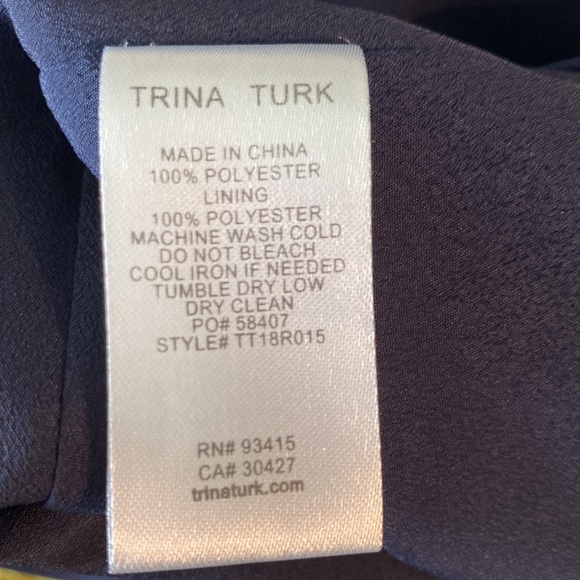 TRINA TURK
MADE IN CHINA
100% POLYESTER
LINING
100% POLYESTER
MACHINE WASH COLD
DO NOT BLEACH
COOL IRON IF NEEDED
TUMBLE DRY LOW
DRY CLEAN
PO# 58407
STYLE# TT18R015
RN# 93415
CA# 30427
trinaturk.com